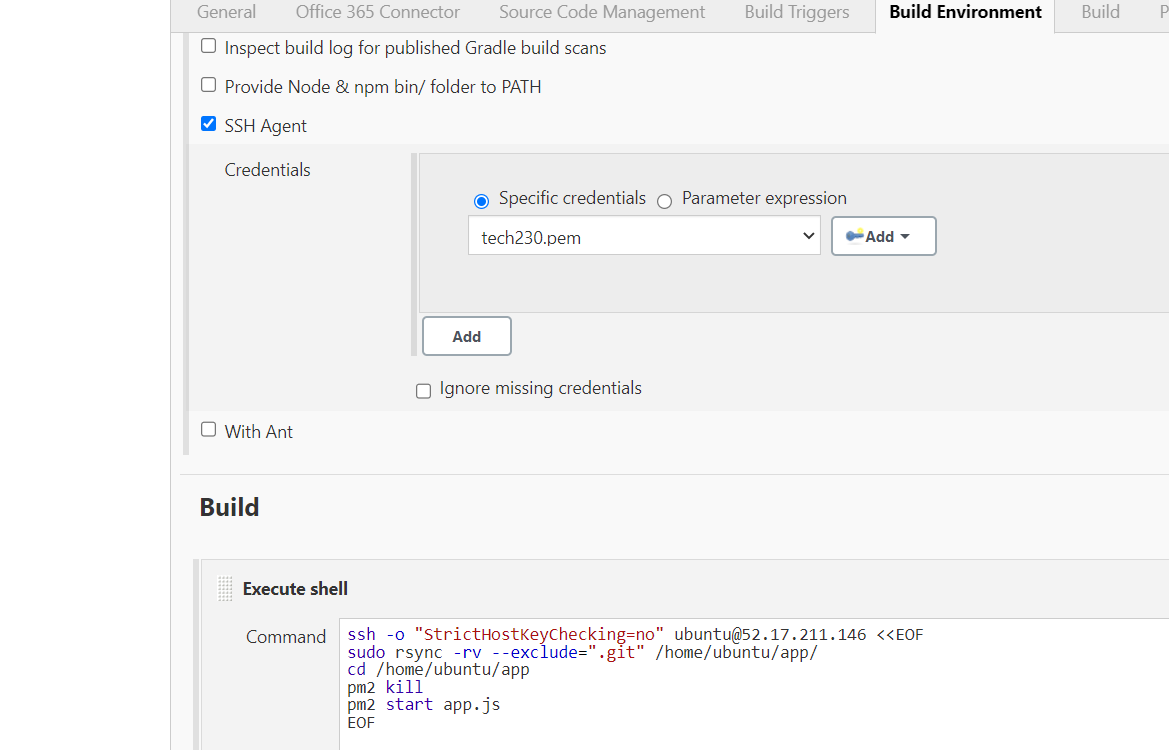 General Office 365 Connector Source Code Management Build Triggers Build Environment Build P
Inspect build log for published Gradle build scans
Provide Node & npm bin/ folder to PATH
SSH Agent
Credentials
Specific credentials Parameter expression
tech230.pem Add
Add
Ignore missing credentials
With Ant
Build
Execute shell
Command
ssh -o "StrictHostKeyChecking=no" ubuntu@52.17.211.146 <<EOF
sudo rsync -rv --exclude=".git" /home/ubuntu/app/
cd /home/ubuntu/app
pm2 kill
pm2 start app.js
EOF